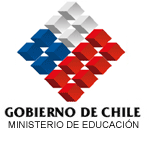 GOBIERNO DE CHILE
MINISTERIO DE EDUCACIÓN